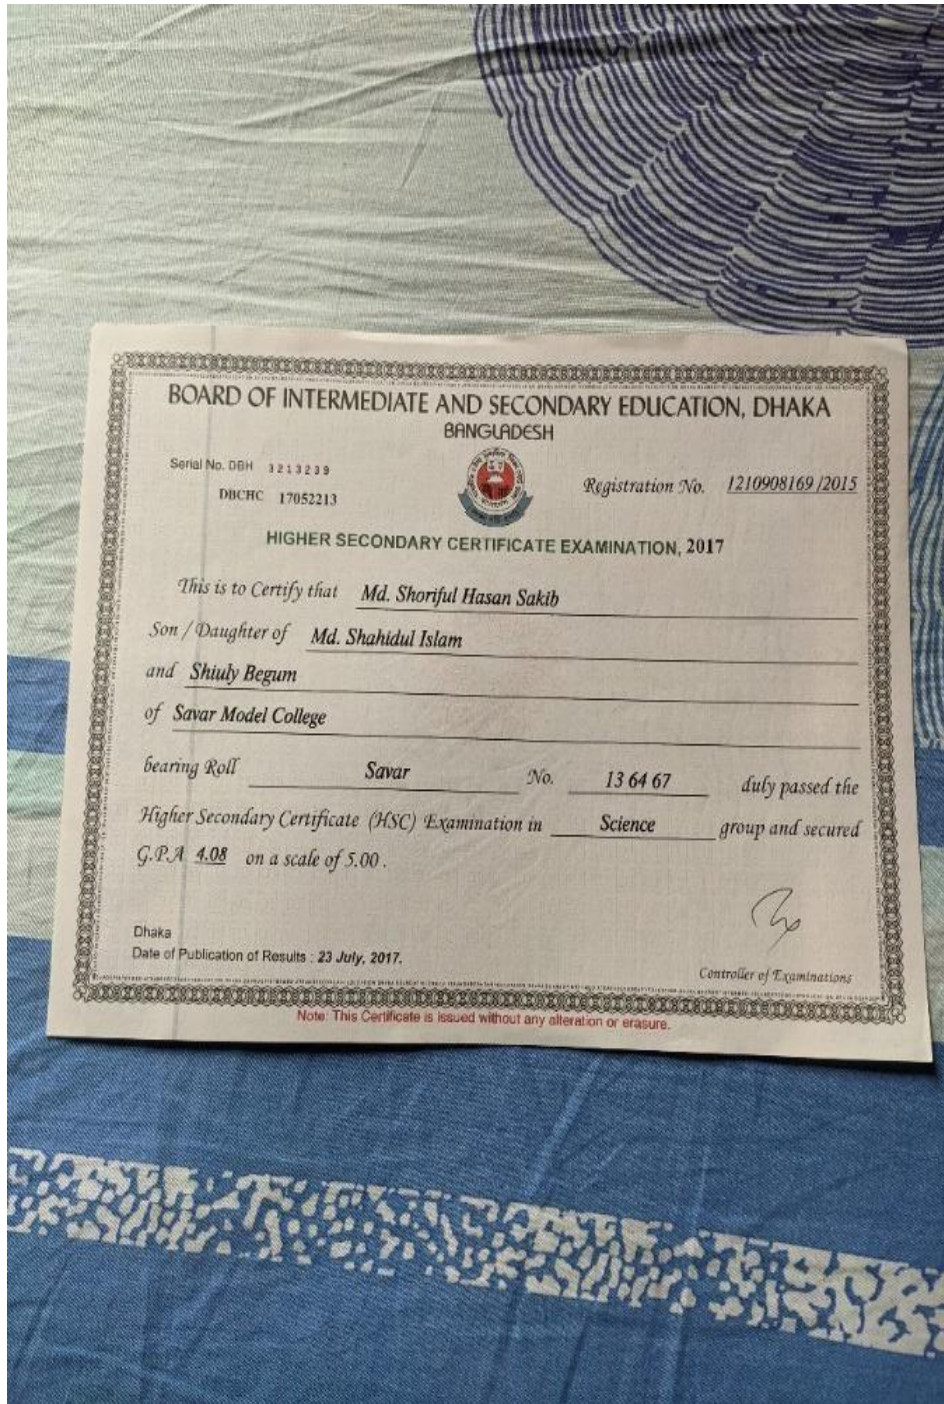 BOARD OF INTERMEDIATE AND SECONDARY EDUCATION, DHAKA
BANGLADESH
Serial No. DBH 3213239
DBCHC 17052213
Registration No. 1210908169/2015
HIGHER SECONDARY CERTIFICATE EXAMINATION, 2017
This is to Certify that Md. Shoriful Hasan Sakib
Son / Daughter of Md. Shahidul Islam
and Shiuly Begum
of Savar Model College
bearing Roll Savar No. 13 64 67 duly passed the
Higher Secondary Certificate (HSC) Examination in Science group and secured
G.P.A 4.08 on a scale of 5.00 .
Dhaka
Date of Publication of Results : 23 July, 2017.
Controller of Examinations
Note: This Certificate is issued without any alteration or erasure.